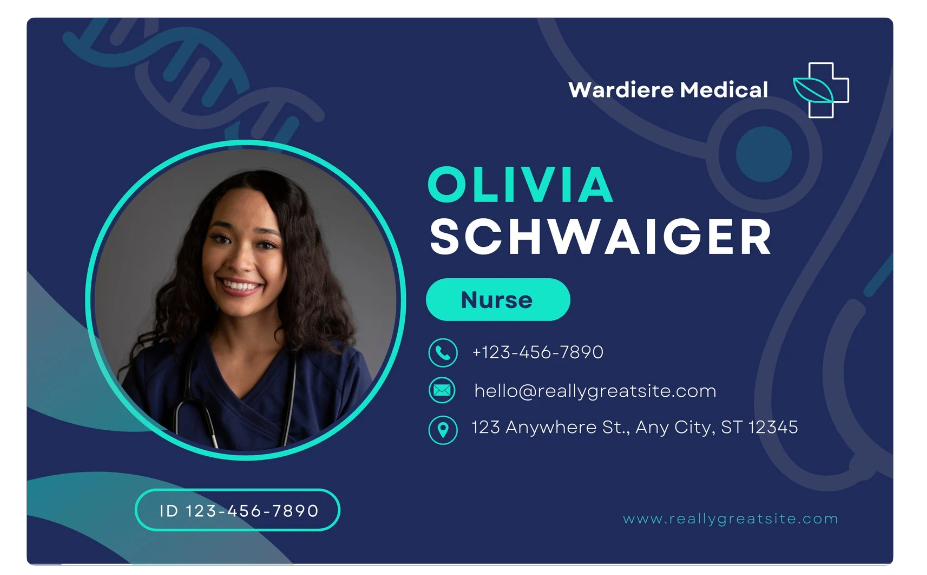 Wardiere Medical
OLIVIA
SCHWAIGER
Nurse
+123-456-7890
hello@reallygreatsite.com
123 Anywhere St., Any City, ST 12345
ID 123-456-7890
www.reallygreatsite.com